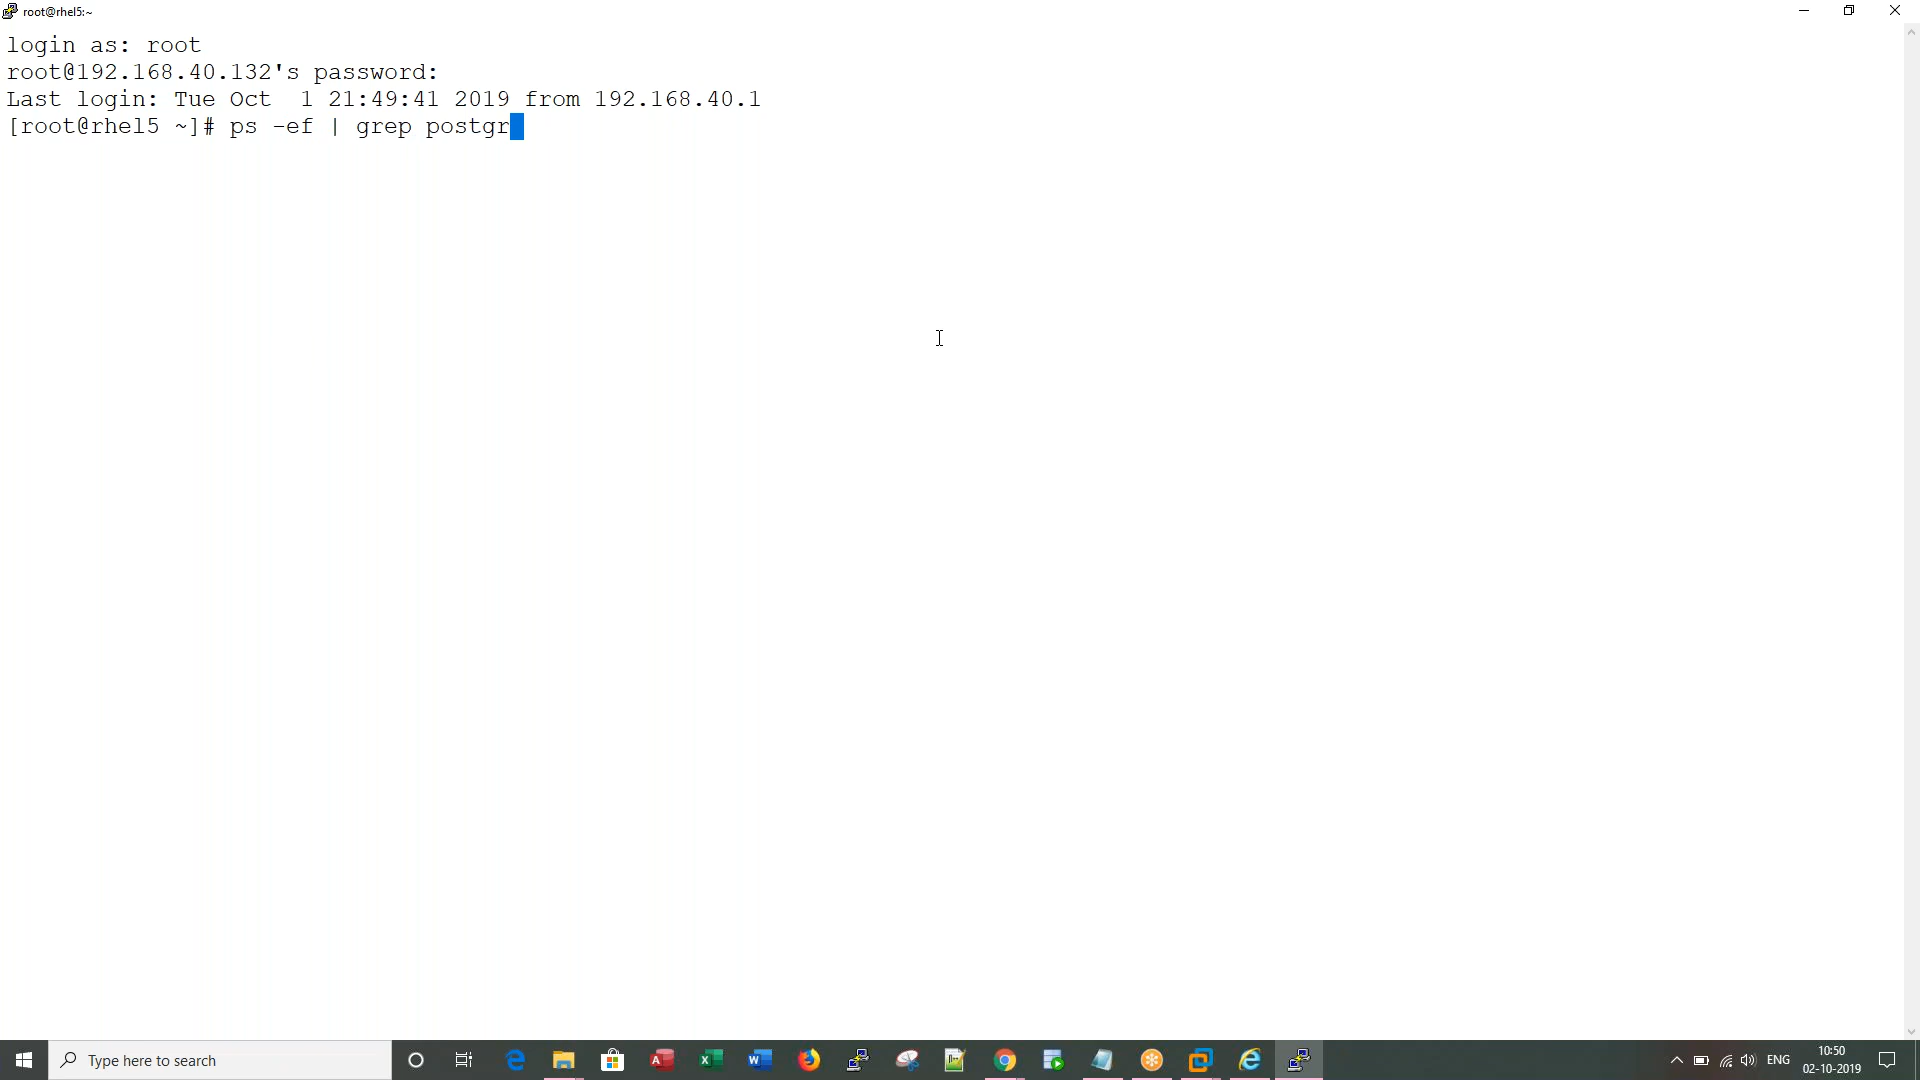 root@rhel5:~
login as: root
root@192.168.40.132's password:
Last login: Tue Oct  1 21:49:41 2019 from 192.168.40.1
[root@rhel5 ~]# ps -ef | grep postgr
Type here to search
ENG
10:50
02-10-2019